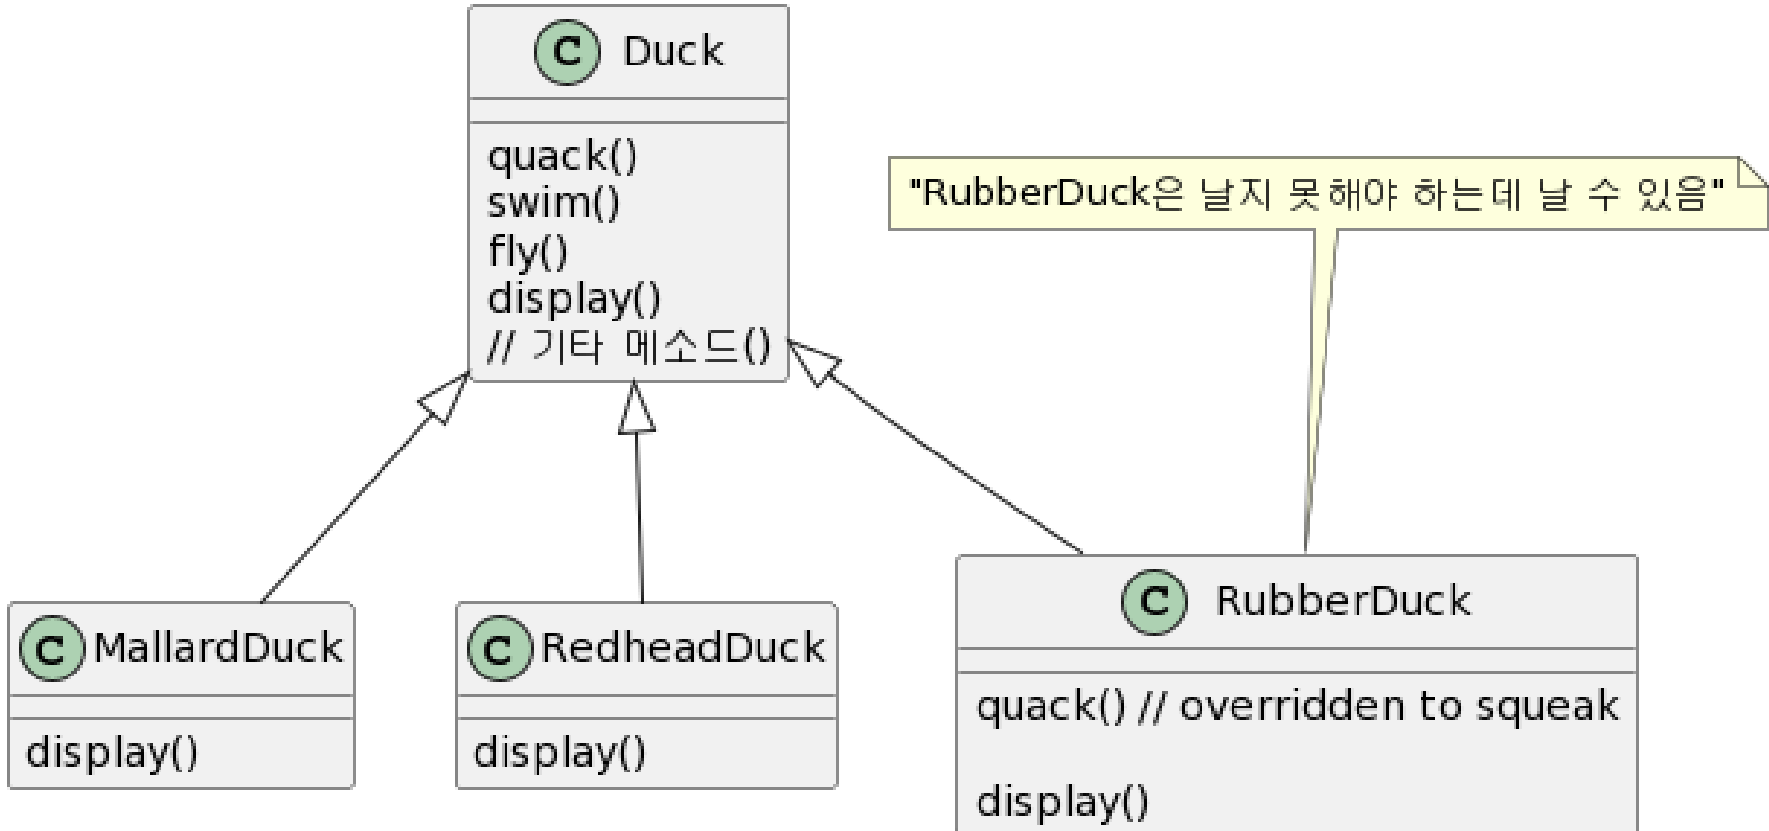 C Duck
quack()
swim()
fly()
display()
// 기타 메소드()
"RubberDuck은 날지 못해야 하는데 날 수 있음"
C MallardDuck
display()
C RedheadDuck
display()
C RubberDuck
quack() // overridden to squeak
display()